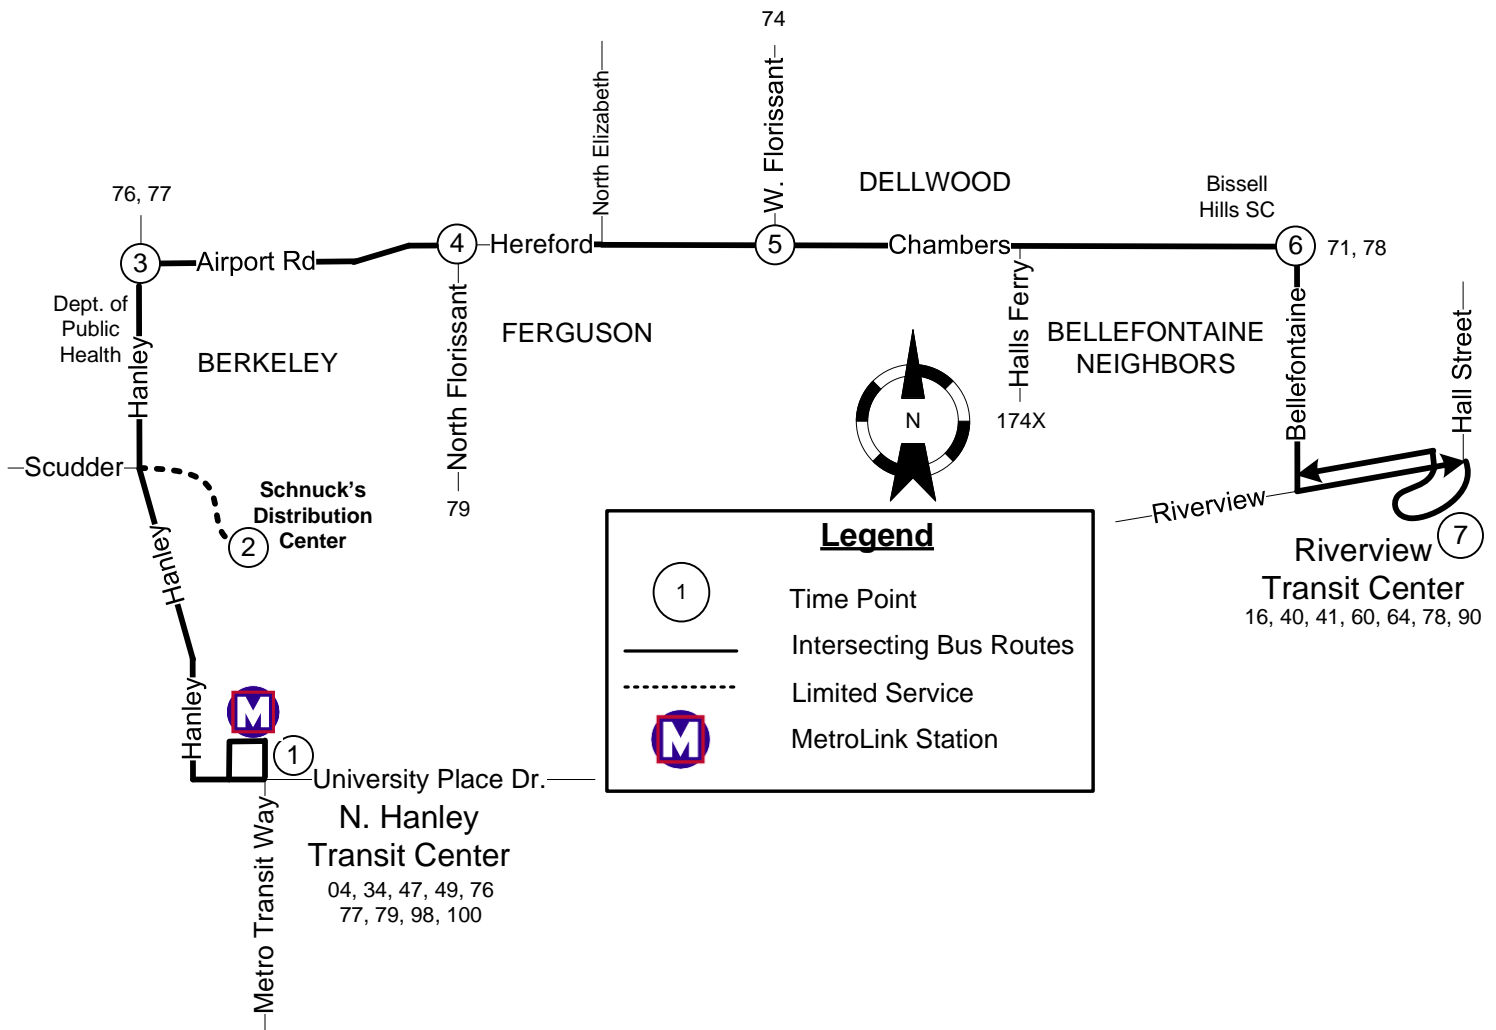 74
North Elizabeth
W. Florissant
DELLWOOD
Bissell
Hills SC
76, 77
3
Airport Rd
4
Hereford
5
Chambers
6
71, 78
Dept. of
Public
Health
Hanley
BERKELEY
North Florissant
FERGUSON
Halls Ferry
BELLEFONTAINE
NEIGHBORS
Bellefontaine
Hall Street
N
174X
Scudder
79
Schnuck's
Distribution
Center
2
Hanley
Riverview
7
Riverview
Transit Center
16, 40, 41, 60, 64, 78, 90
Legend
1
Time Point
Intersecting Bus Routes
Limited Service
M
MetroLink Station
Hanley
M
1
University Place Dr.
N. Hanley
Transit Center
04, 34, 47, 49, 76
77, 79, 98, 100
Metro Transit Way